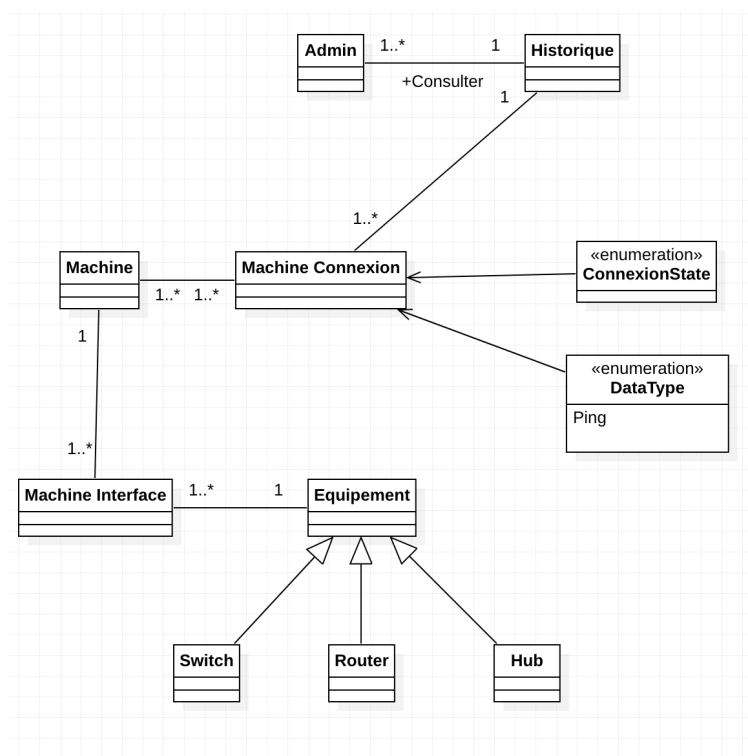 Admin
1..*
1
Historique
+Consulter
1
1..*
Machine
1..*
1..*
Machine Connexion
«enumeration»
ConnexionState
1
«enumeration»
DataType
Ping
1..*
Machine Interface
1..*
1
Equipement
Switch
Router
Hub